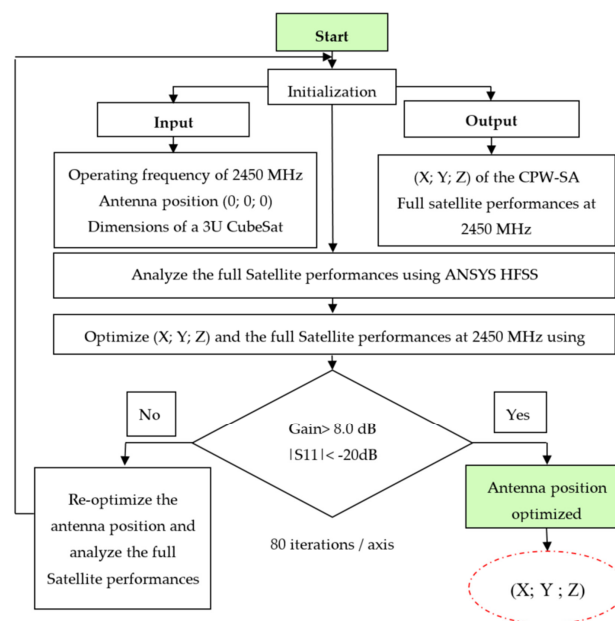 Start
Initialization
Input
Output
Operating frequency of 2450 MHz
Antenna position (0; 0; 0)
Dimensions of a 3U CubeSat
(X; Y; Z) of the CPW-SA
Full satellite performances at
2450 MHz
Analyze the full Satellite performances using ANSYS HFSS
Optimize (X; Y; Z) and the full Satellite performances at 2450 MHz using
No
Yes
Gain> 8.0 dB
|S11|< -20dB
Re-optimize the
antenna position and
analyze the full
Satellite performances
80 iterations / axis
Antenna position
optimized
(X; Y ; Z)